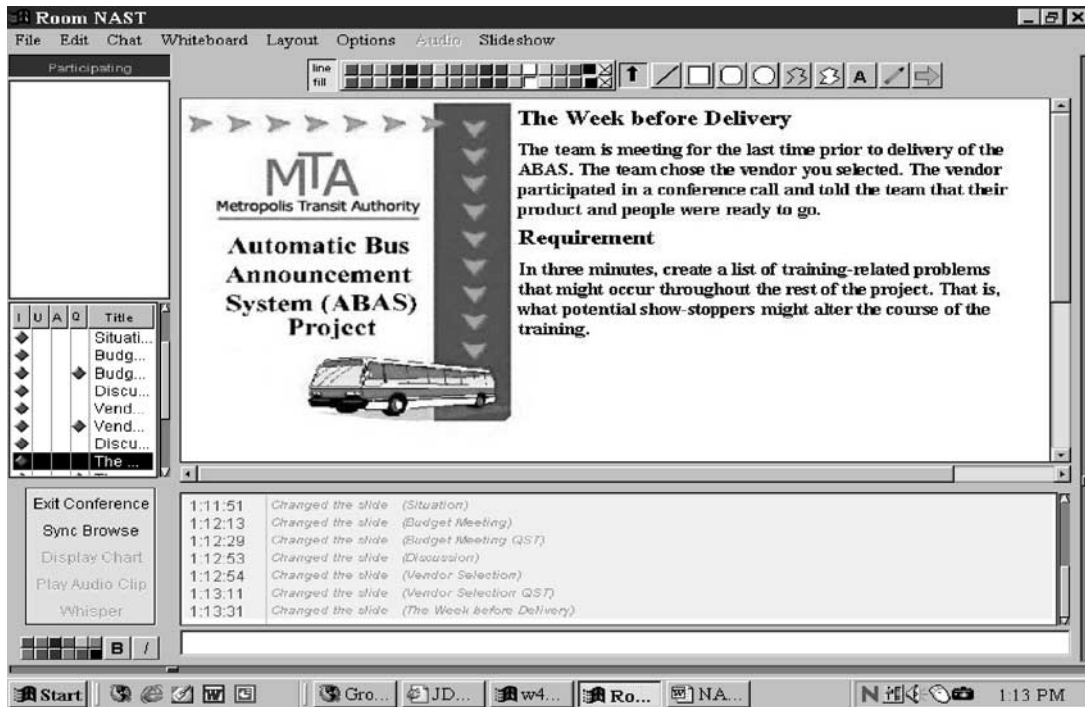 Room NAST
File Edit Chat Whiteboard Layout Options Audio Slideshow
Participating
line
fill
A
MTA
Metropolis Transit Authority
Automatic Bus
Announcement
System (ABAS)
Project
The Week before Delivery
The team is meeting for the last time prior to delivery of the
ABAS. The team chose the vendor you selected. The vendor
participated in a conference call and told the team that their
product and people were ready to go.
Requirement
In three minutes, create a list of training-related problems
that might occur throughout the rest of the project. That is,
what potential show-stoppers might alter the course of the
training.
I U A Q Title
Situati...
Budg...
Budg...
Discu...
Vend...
Vend...
Discu...
The ...
Exit Conference
Sync Browse
Display Chart
Play Audio Clip
Whisper
B I
1:11:51 Changed the slide (Situation)
1:12:13 Changed the slide (Budget Meeting)
1:12:29 Changed the slide (Budget Meeting QST)
1:12:53 Changed the slide (Discussion)
1:12:54 Changed the slide (Vendor Selection)
1:13:11 Changed the slide (Vendor Selection QST)
1:13:31 Changed the slide (The Week before Delivery)
Start Gro... JD... w4... Ro... NA... N 1:13 PM